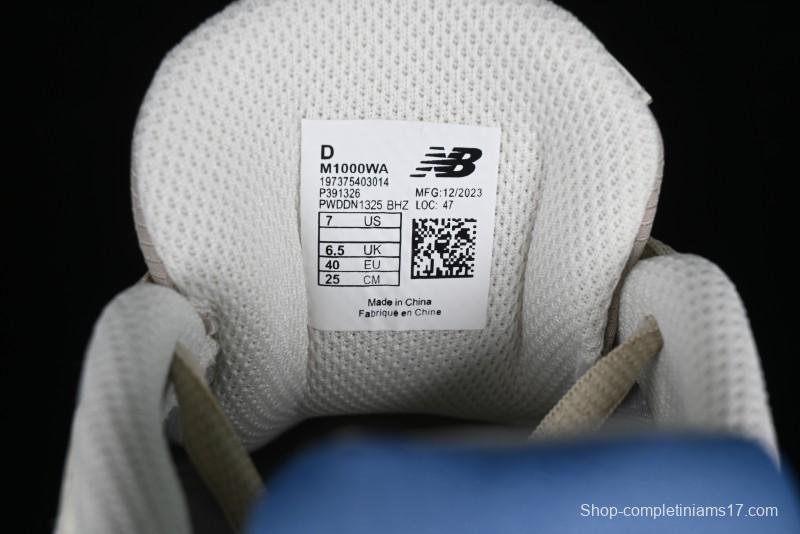 D
M1000WA
NB
197375403014
P391326
MFG:12/2023
PWDDN1325 BHZ LOC: 47
7 US
6.5 UK
40 EU
25 CM
Made in China
Fabriqué en Chine
Shop-completiniams17.com